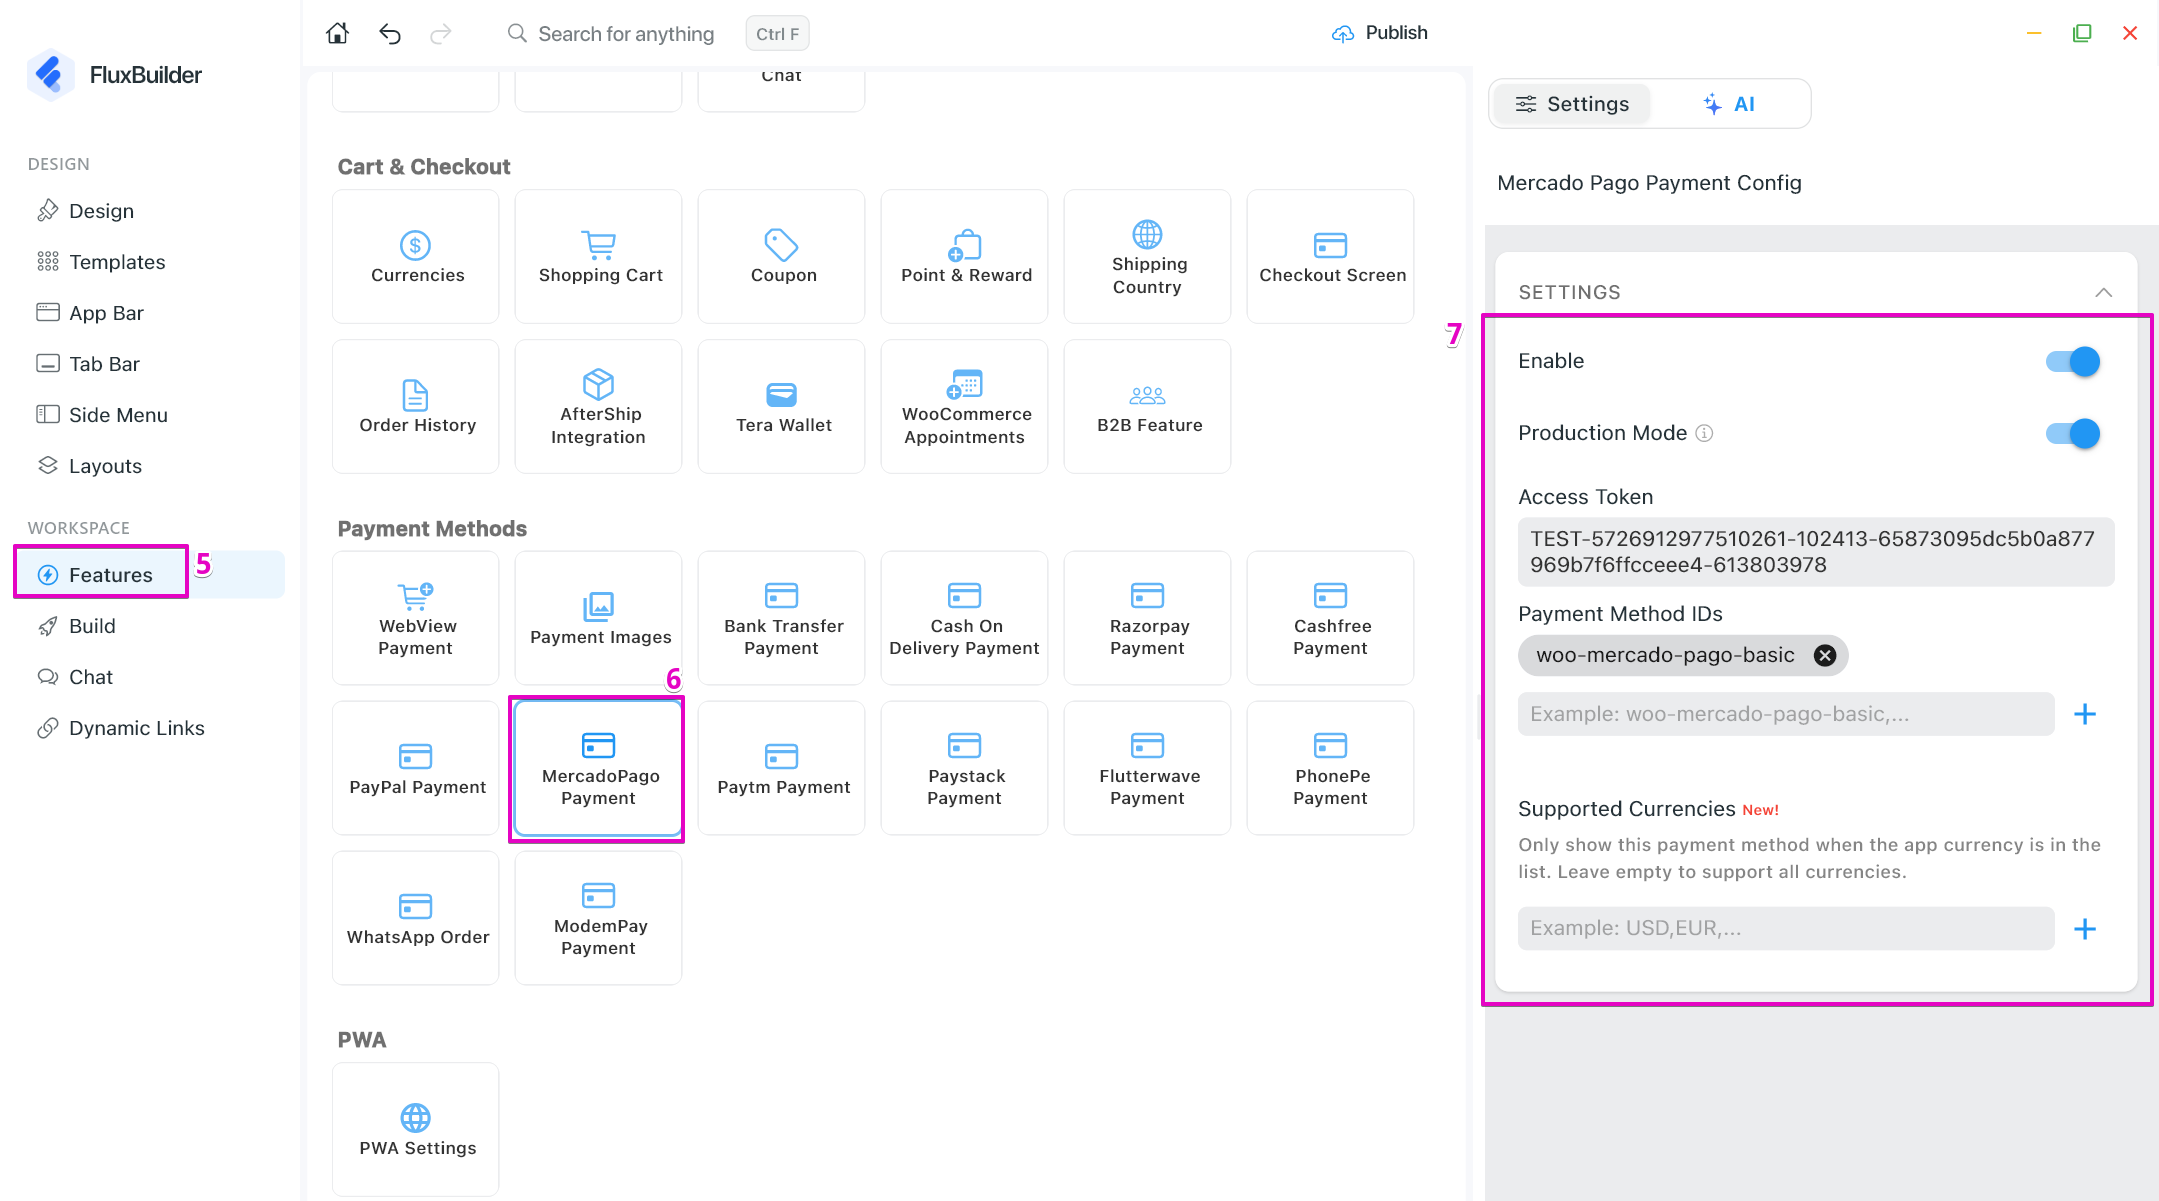 Search for anything
Ctrl F
Publish
FluxBuilder
DESIGN
Design
Templates
App Bar
Tab Bar
Side Menu
Layouts
WORKSPACE
Features
5
Build
Chat
Dynamic Links
Chat
Cart & Checkout
Currencies
Shopping Cart
Coupon
Point & Reward
Shipping
Country
Checkout Screen
Order History
AfterShip
Integration
Tera Wallet
WooCommerce
Appointments
B2B Feature
Payment Methods
WebView
Payment
Payment Images
Bank Transfer
Payment
Cash On
Delivery Payment
Razorpay
Payment
Cashfree
Payment
6
PayPal Payment
MercadoPago
Payment
Paytm Payment
Paystack
Payment
Flutterwave
Payment
PhonePe
Payment
WhatsApp Order
ModemPay
Payment
PWA
PWA Settings
Settings
AI
Mercado Pago Payment Config
SETTINGS
7
Enable
Production Mode
Access Token
TEST-5726912977510261-102413-65873095dc5b0a877
969b7f6ffcceee4-613803978
Payment Method IDs
woo-mercado-pago-basic
Example: woo-mercado-pago-basic,...
Supported Currencies New!
Only show this payment method when the app currency is in the
list. Leave empty to support all currencies.
Example: USD,EUR,...